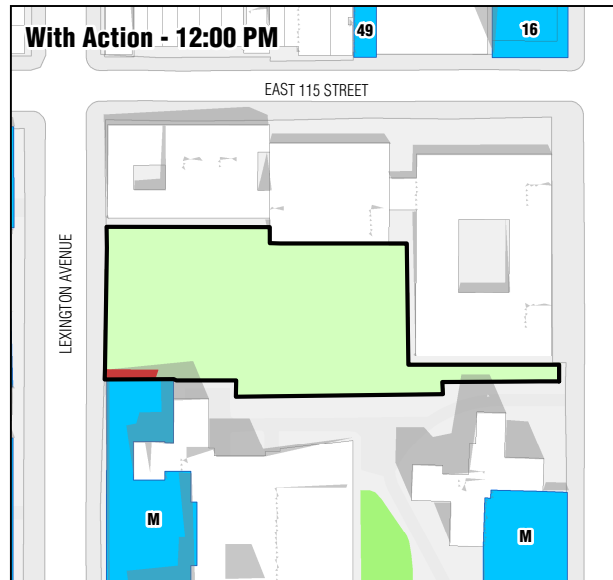 With Action - 12:00 PM
49
16
EAST 115 STREET
LEXINGTON AVENUE
M
M